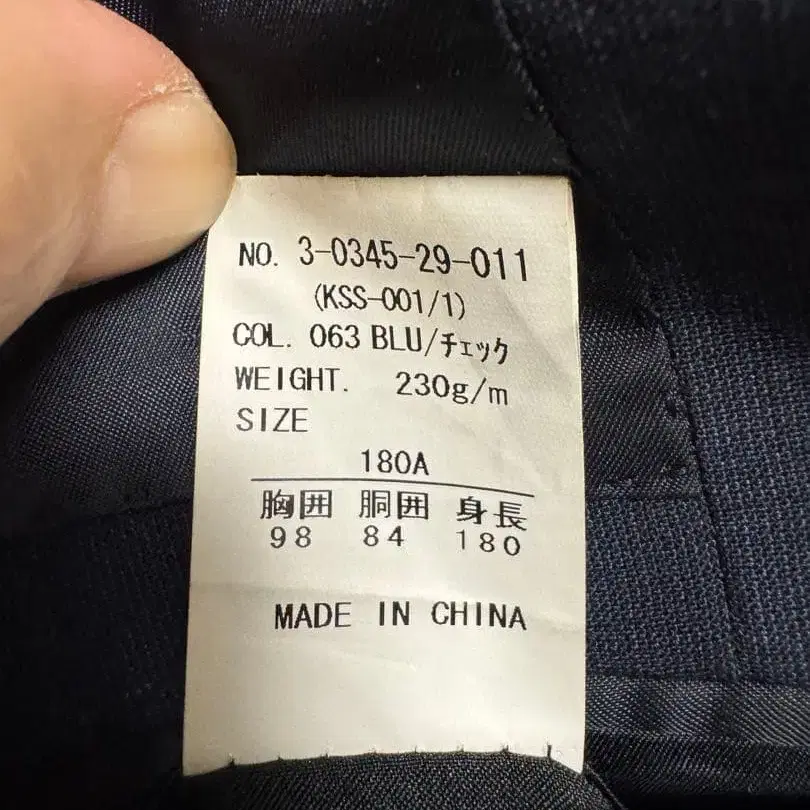 NO. 3-0345-29-011
(KSS-001/1)
COL. 063 BLU/チェック
WEIGHT. 230g/m
SIZE
180A
胸囲 胴囲 身長
98 84 180
MADE IN CHINA